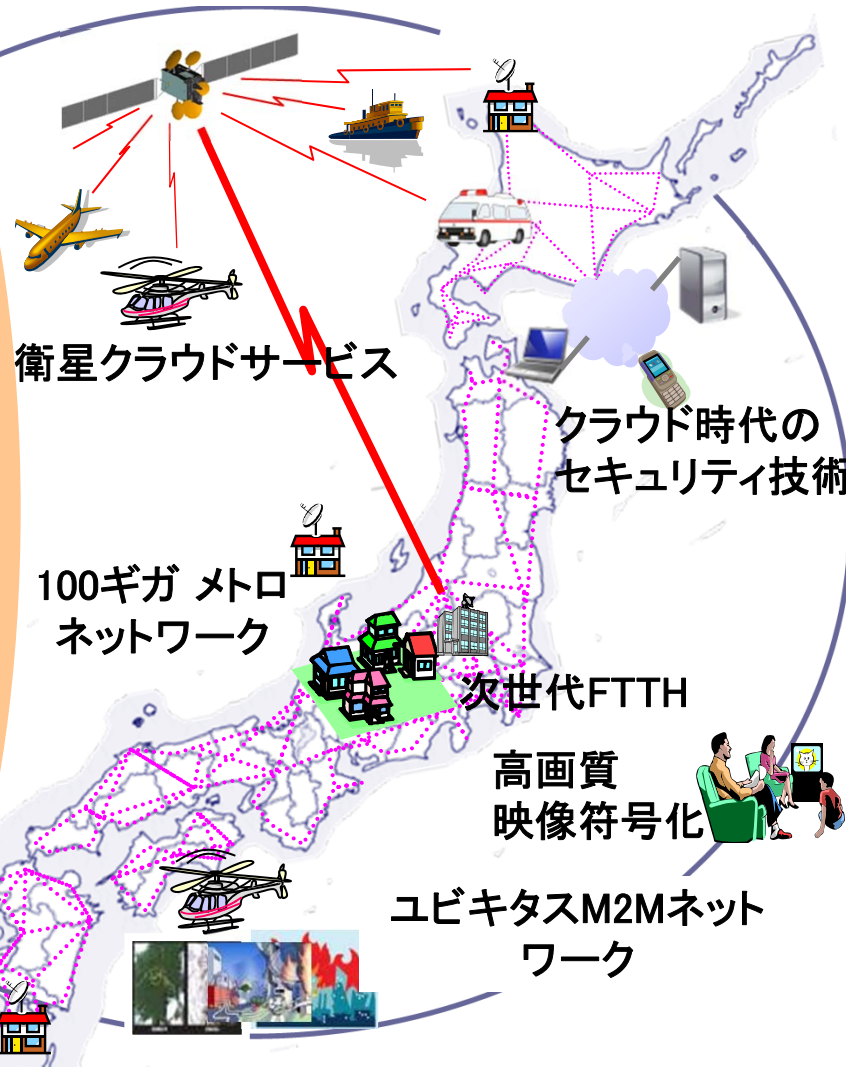 衛星クラウドサービス
クラウド時代の
セキュリティ技術
100ギガ メトロ
ネットワーク
次世代FTTH
高画質
映像符号化
ユビキタスM2Mネット
ワーク